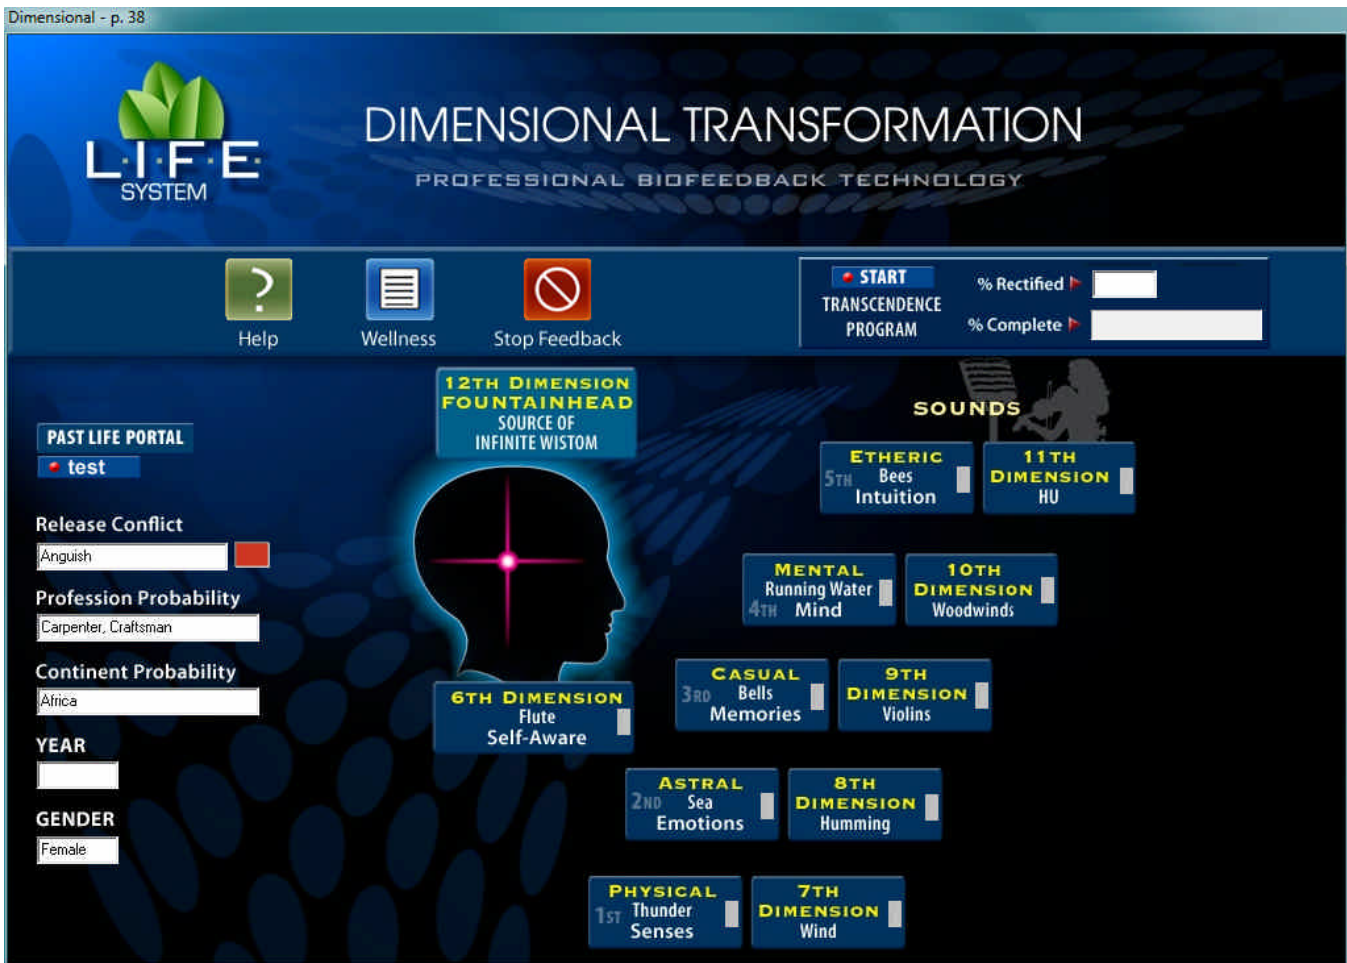 Dimensional - p. 38
L·I·F·E·
SYSTEM
DIMENSIONAL TRANSFORMATION
PROFESSIONAL BIOFEEDBACK TECHNOLOGY
?
Help
Wellness
Stop Feedback
START
TRANSCENDENCE
PROGRAM
% Rectified
% Complete
PAST LIFE PORTAL
test
Release Conflict
Anguish
Profession Probability
Carpenter, Craftsman
Continent Probability
Africa
YEAR
GENDER
Female
12TH DIMENSION
FOUNTAINHEAD
SOURCE OF
INFINITE WISTOM
6TH DIMENSION
Flute
Self-Aware
SOUNDS
ETHERIC
5TH Bees
Intuition
11TH
DIMENSION
HU
MENTAL
Running Water
4TH Mind
10TH
DIMENSION
Woodwinds
CASUAL
3RD Bells
Memories
9TH
DIMENSION
Violins
ASTRAL
2ND Sea
Emotions
8TH
DIMENSION
Humming
PHYSICAL
1ST Thunder
Senses
7TH
DIMENSION
Wind